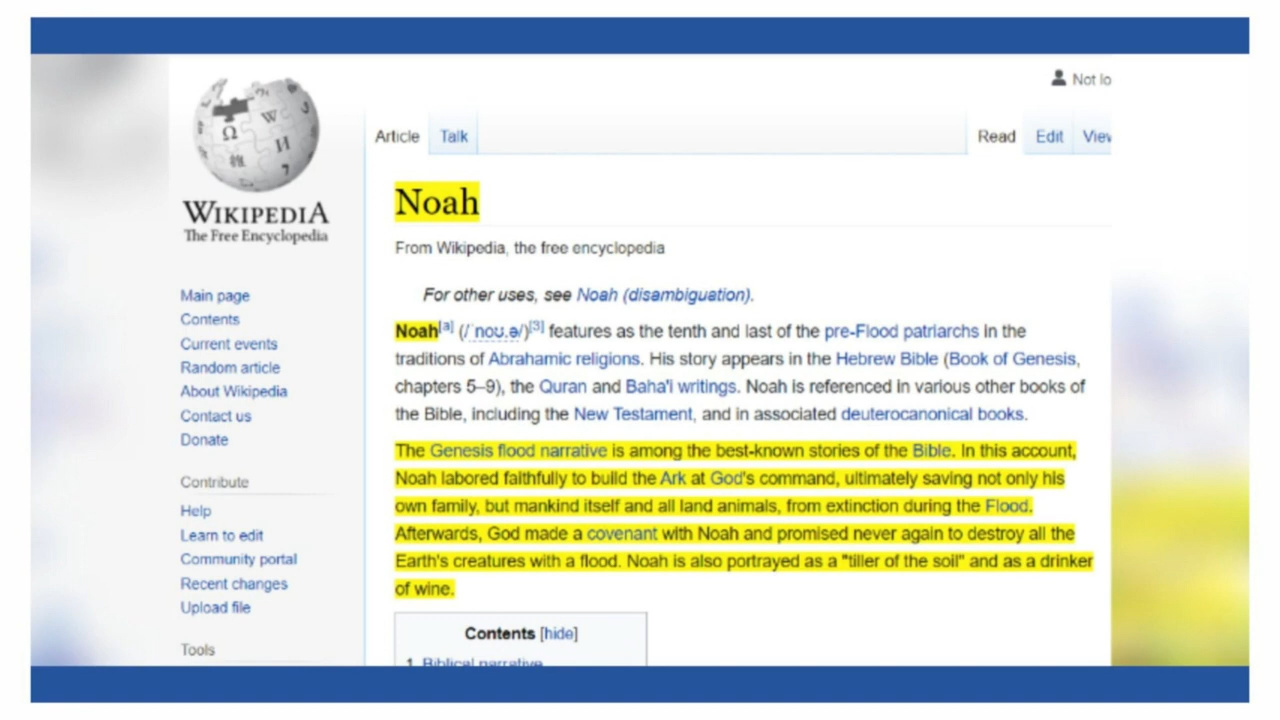 Not lo
Article Talk Read Edit View
WIKIPEDIA
The Free Encyclopedia
Main page
Contents
Current events
Random article
About Wikipedia
Contact us
Donate
Contribute
Help
Learn to edit
Community portal
Recent changes
Upload file
Tools
Noah
From Wikipedia, the free encyclopedia
For other uses, see Noah (disambiguation).
Noah[a] (/ˈnoʊ.ə/)[3] features as the tenth and last of the pre-Flood patriarchs in the
traditions of Abrahamic religions. His story appears in the Hebrew Bible (Book of Genesis,
chapters 5–9), the Quran and Baha'i writings. Noah is referenced in various other books of
the Bible, including the New Testament, and in associated deuterocanonical books.
The Genesis flood narrative is among the best-known stories of the Bible. In this account,
Noah labored faithfully to build the Ark at God's command, ultimately saving not only his
own family, but mankind itself and all land animals, from extinction during the Flood.
Afterwards, God made a covenant with Noah and promised never again to destroy all the
Earth's creatures with a flood. Noah is also portrayed as a "tiller of the soil" and as a drinker
of wine.
Contents [hide]
1 Biblical narrative